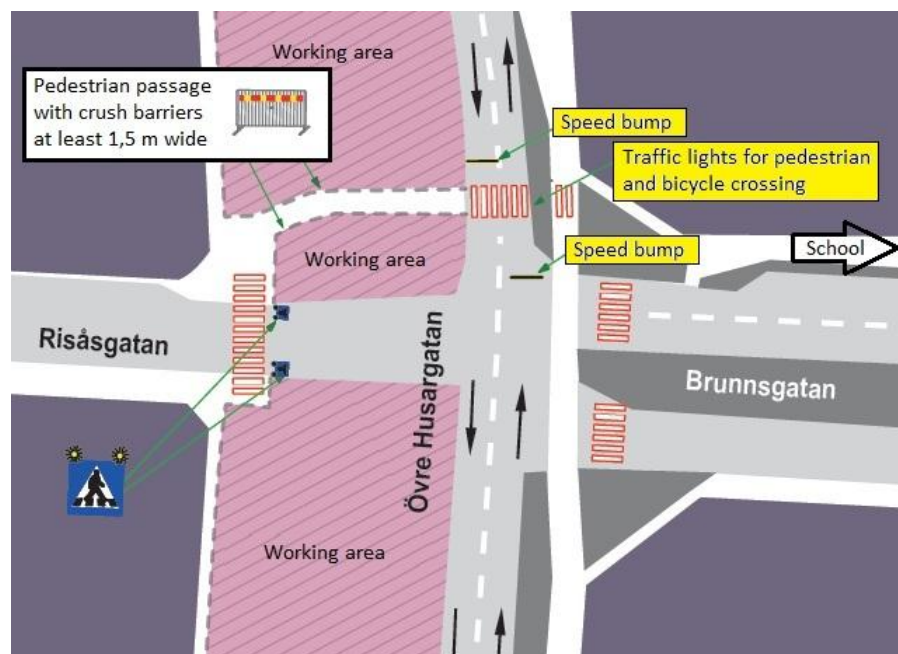 Working area
Pedestrian passage
with crush barriers
at least 1,5 m wide
Speed bump
Traffic lights for pedestrian
and bicycle crossing
School
Working area
Speed bump
Risåsgatan
Övre Husargatan
Brunnsgatan
Working area